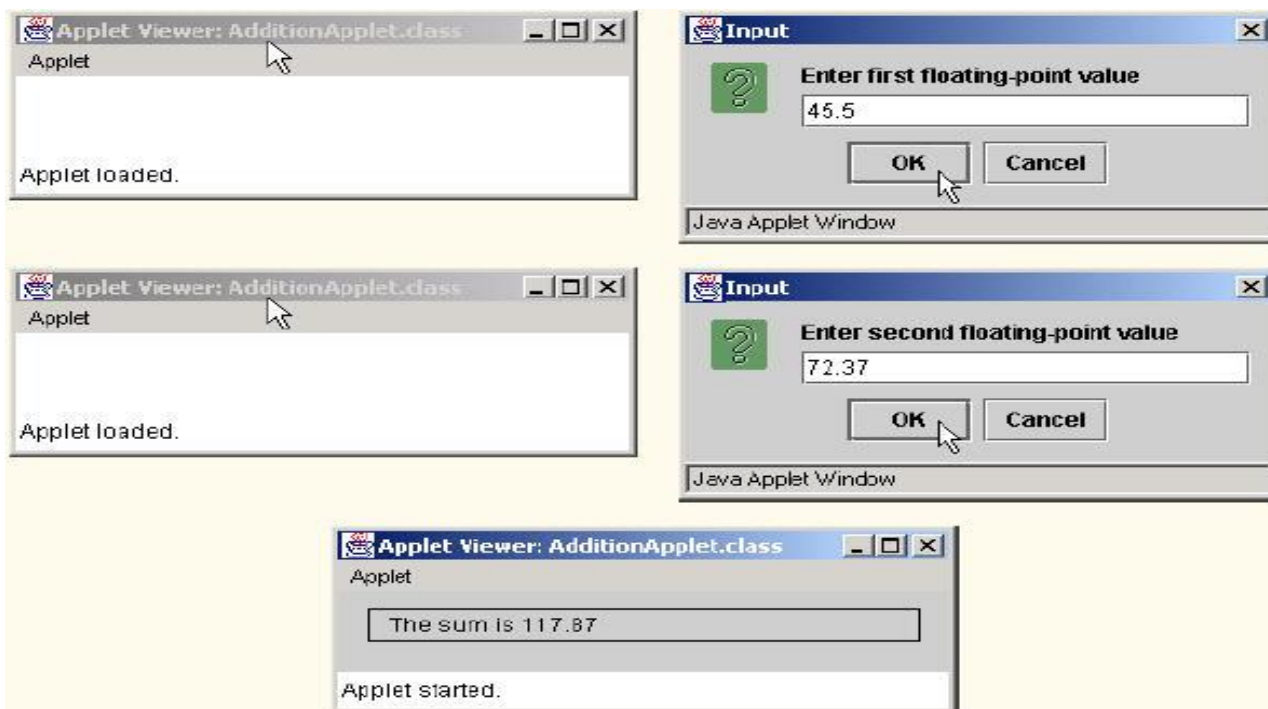 Applet Viewer: AdditionApplet.class
Applet
Applet loaded.
Input
Enter first floating-point value
45.5
OK
Cancel
Java Applet Window
Applet Viewer: AdditionApplet.class
Applet
Applet loaded.
Input
Enter second floating-point value
72.37
OK
Cancel
Java Applet Window
Applet Viewer: AdditionApplet.class
Applet
The sum is 117.87
Applet started.